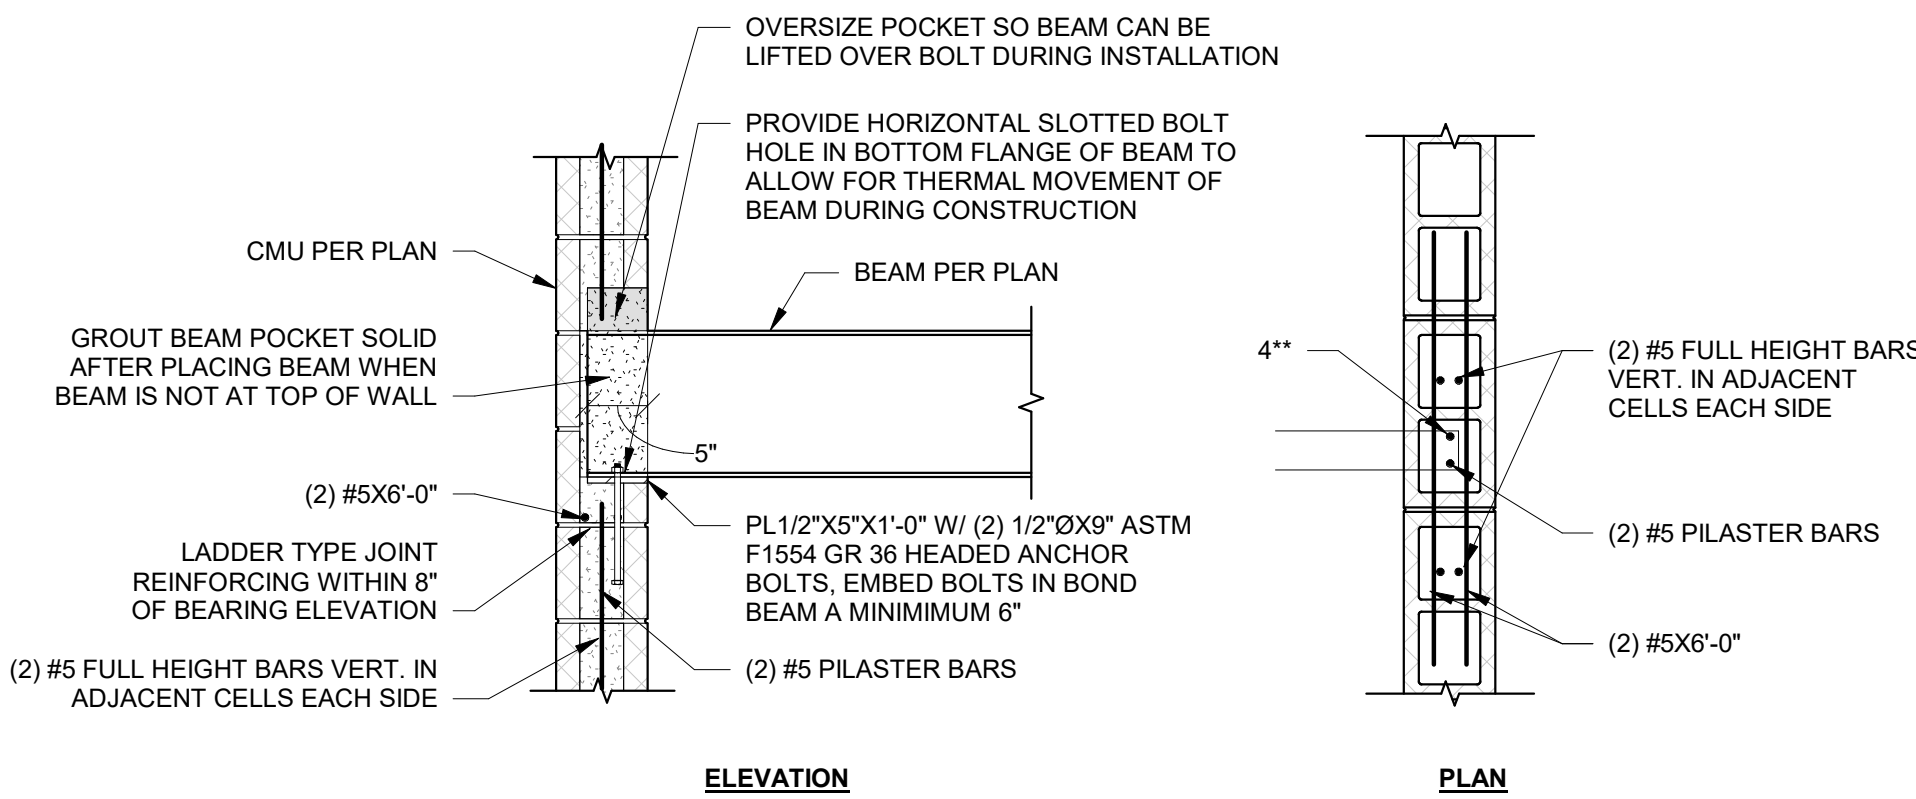 OVERSIZE POCKET SO BEAM CAN BE
LIFTED OVER BOLT DURING INSTALLATION
PROVIDE HORIZONTAL SLOTTED BOLT
HOLE IN BOTTOM FLANGE OF BEAM TO
ALLOW FOR THERMAL MOVEMENT OF
BEAM DURING CONSTRUCTION
CMU PER PLAN
BEAM PER PLAN
GROUT BEAM POCKET SOLID
AFTER PLACING BEAM WHEN
BEAM IS NOT AT TOP OF WALL
5"
(2) #5X6'-0"
LADDER TYPE JOINT
REINFORCING WITHIN 8"
OF BEARING ELEVATION
PL1/2"X5"X1'-0" W/ (2) 1/2"ØX9" ASTM
F1554 GR 36 HEADED ANCHOR
BOLTS, EMBED BOLTS IN BOND
BEAM A MINIMIMUM 6"
(2) #5 FULL HEIGHT BARS VERT. IN
ADJACENT CELLS EACH SIDE
(2) #5 PILASTER BARS
ELEVATION
4**
(2) #5 FULL HEIGHT BARS
VERT. IN ADJACENT
CELLS EACH SIDE
(2) #5 PILASTER BARS
(2) #5X6'-0"
PLAN